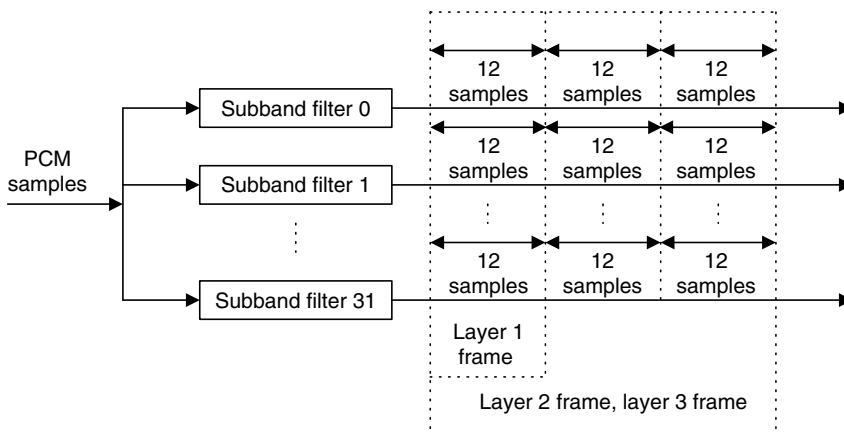 12 12 12
samples samples samples
Subband filter 0
12 12 12
samples samples samples
PCM
samples
Subband filter 1
12 12 12
samples samples samples
Subband filter 31
Layer 1
frame
Layer 2 frame, layer 3 frame